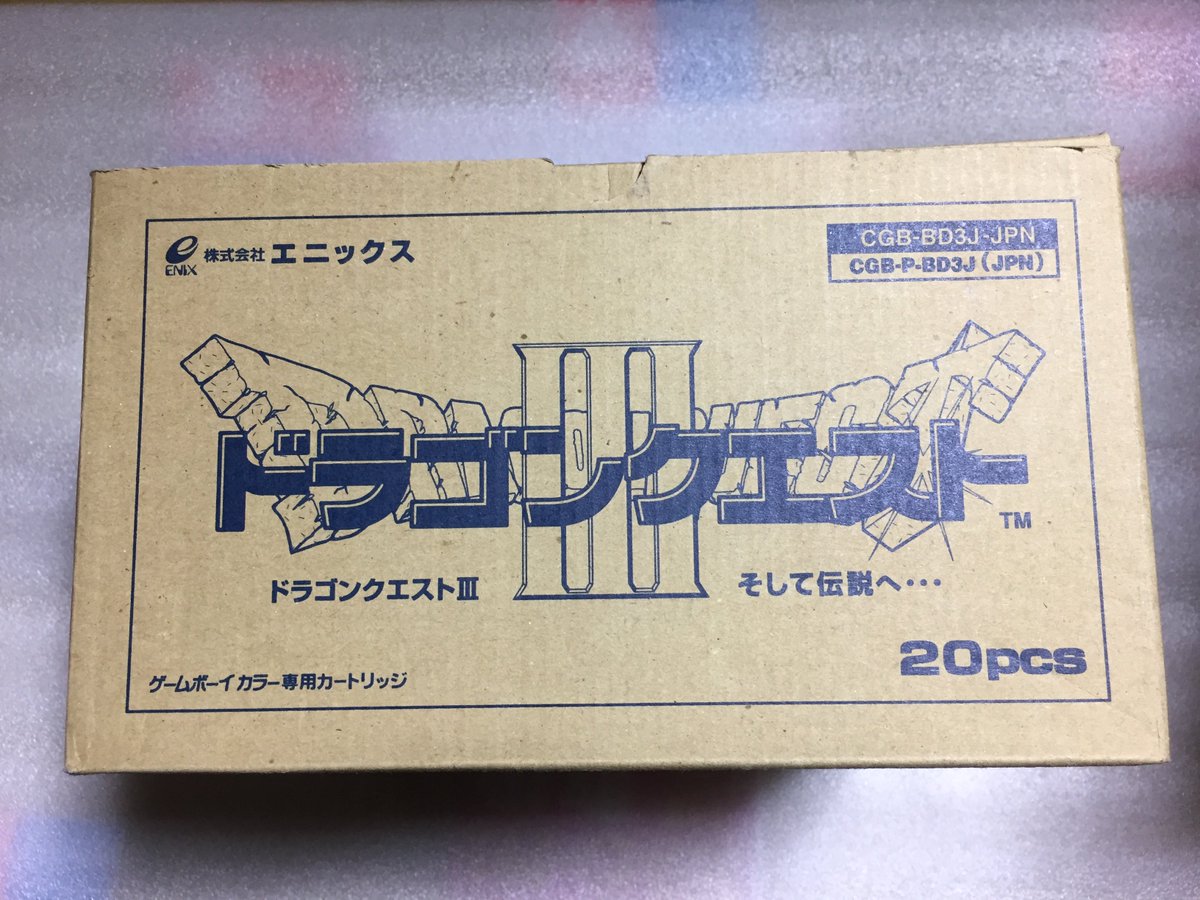 ENIX 株式会社 エニックス
CGB-BD3J-JPN
CGB-P-BD3J (JPN)
III
ドラゴンクエスト TM
ドラゴンクエストIII そして伝説へ・・・
20pcs
ゲームボーイカラー専用カートリッジ